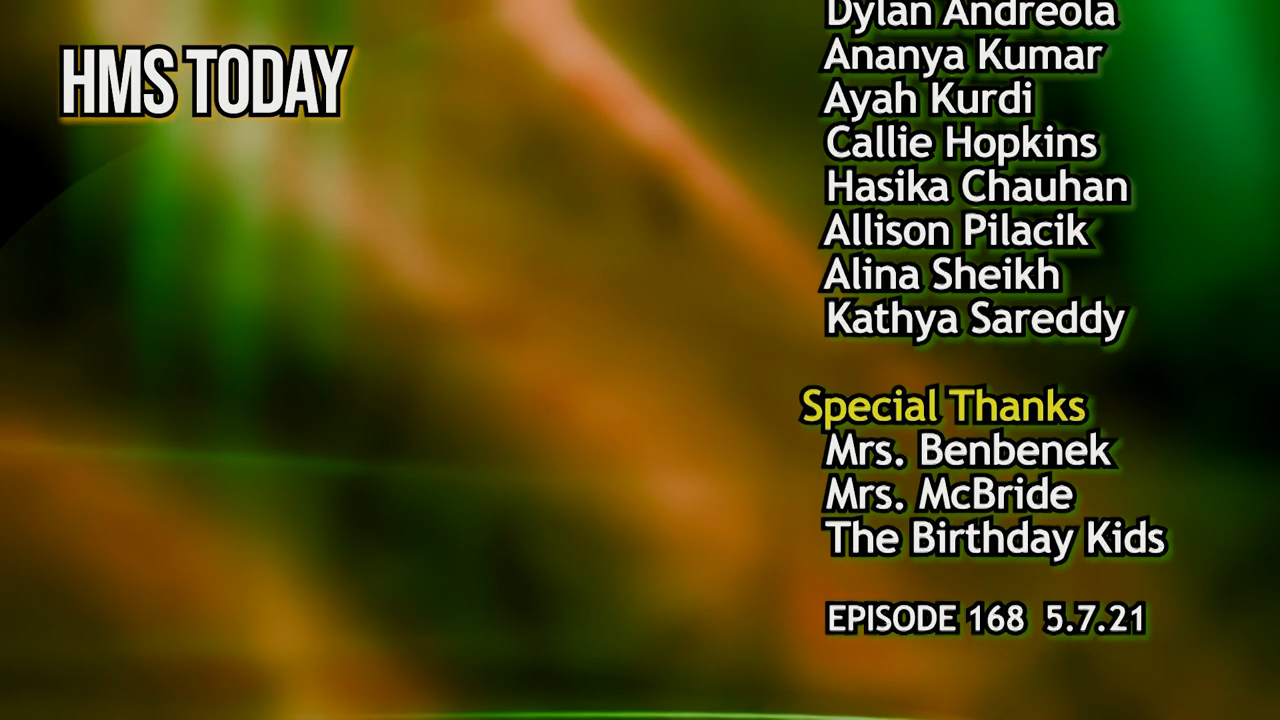 HMS TODAY
Dylan Andreola
Ananya Kumar
Ayah Kurdi
Callie Hopkins
Hasika Chauhan
Allison Pilacik
Alina Sheikh
Kathya Sareddy
Special Thanks
Mrs. Benbenek
Mrs. McBride
The Birthday Kids
EPISODE 168 5.7.21